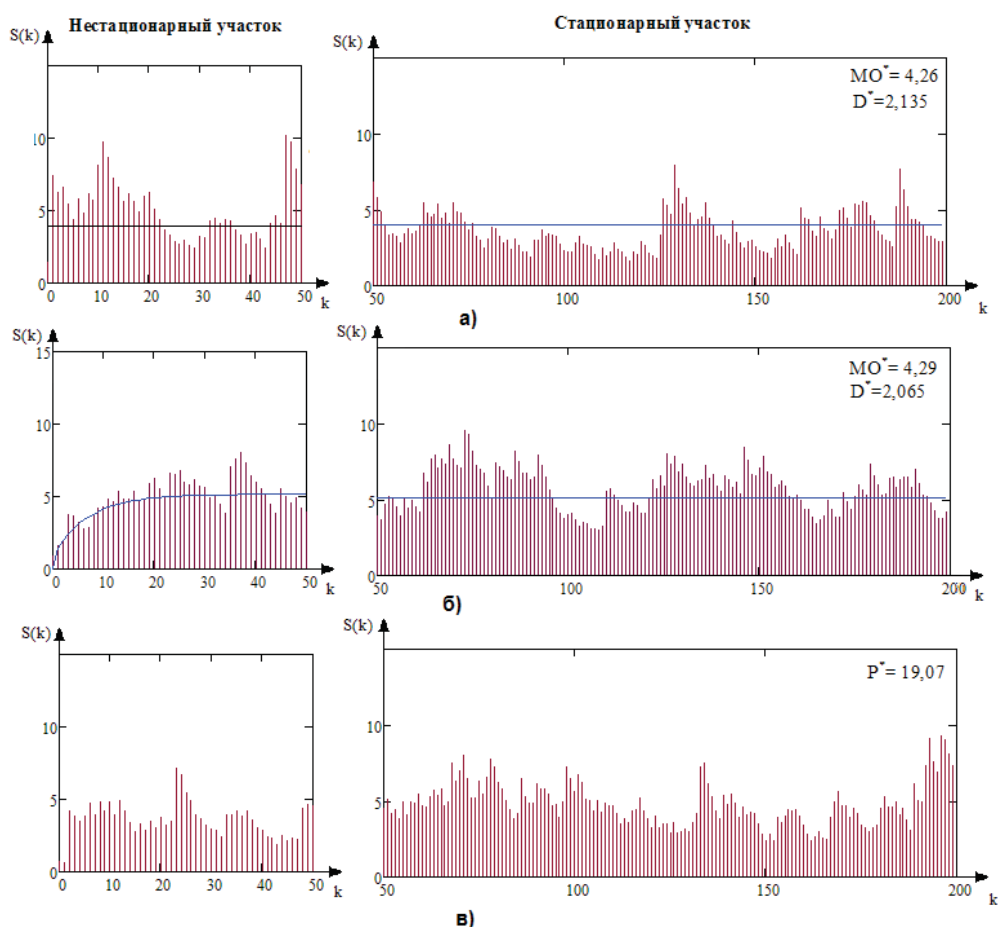 Нестационарный участок
Стационарный участок
S(k)
10
5
0
0 10 20 30 40 50
k
S(k)
MO*= 4,26
D*=2,135
10
5
0
50 100 150 200
k
а)
S(k)
15
10
5
0
0 10 20 30 40 50
k
S(k)
MO*= 4,29
D*=2,065
10
5
0
50 100 150 200
k
б)
S(k)
10
5
0
0 10 20 30 40 50
k
S(k)
P*= 19,07
10
5
0
50 100 150 200
k
в)